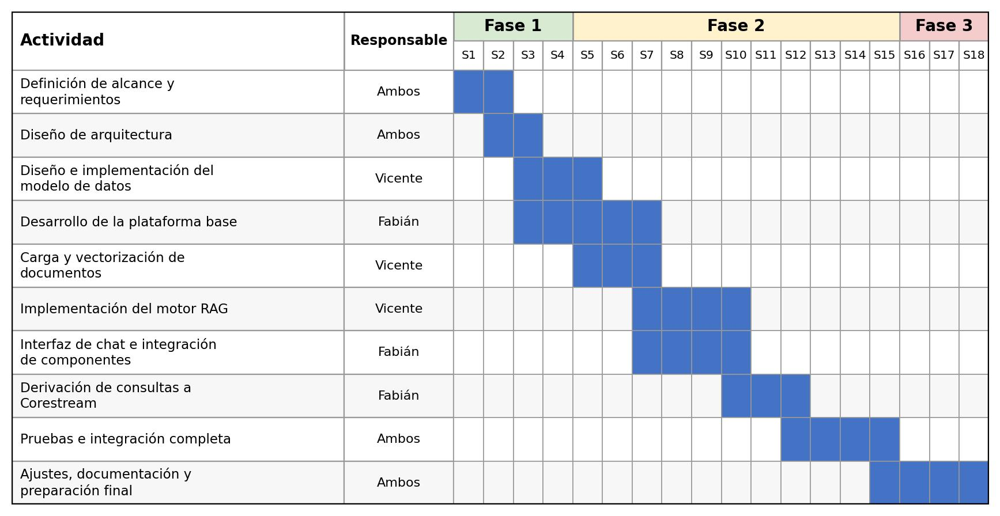 Actividad
Responsable
Fase 1
Fase 2
Fase 3
S1 S2 S3 S4 S5 S6 S7 S8 S9 S10 S11 S12 S13 S14 S15 S16 S17 S18
Definición de alcance y
requerimientos
Ambos
Diseño de arquitectura
Ambos
Diseño e implementación del
modelo de datos
Vicente
Desarrollo de la plataforma base
Fabián
Carga y vectorización de
documentos
Vicente
Implementación del motor RAG
Vicente
Interfaz de chat e integración
de componentes
Fabián
Derivación de consultas a
Corestream
Fabián
Pruebas e integración completa
Ambos
Ajustes, documentación y
preparación final
Ambos